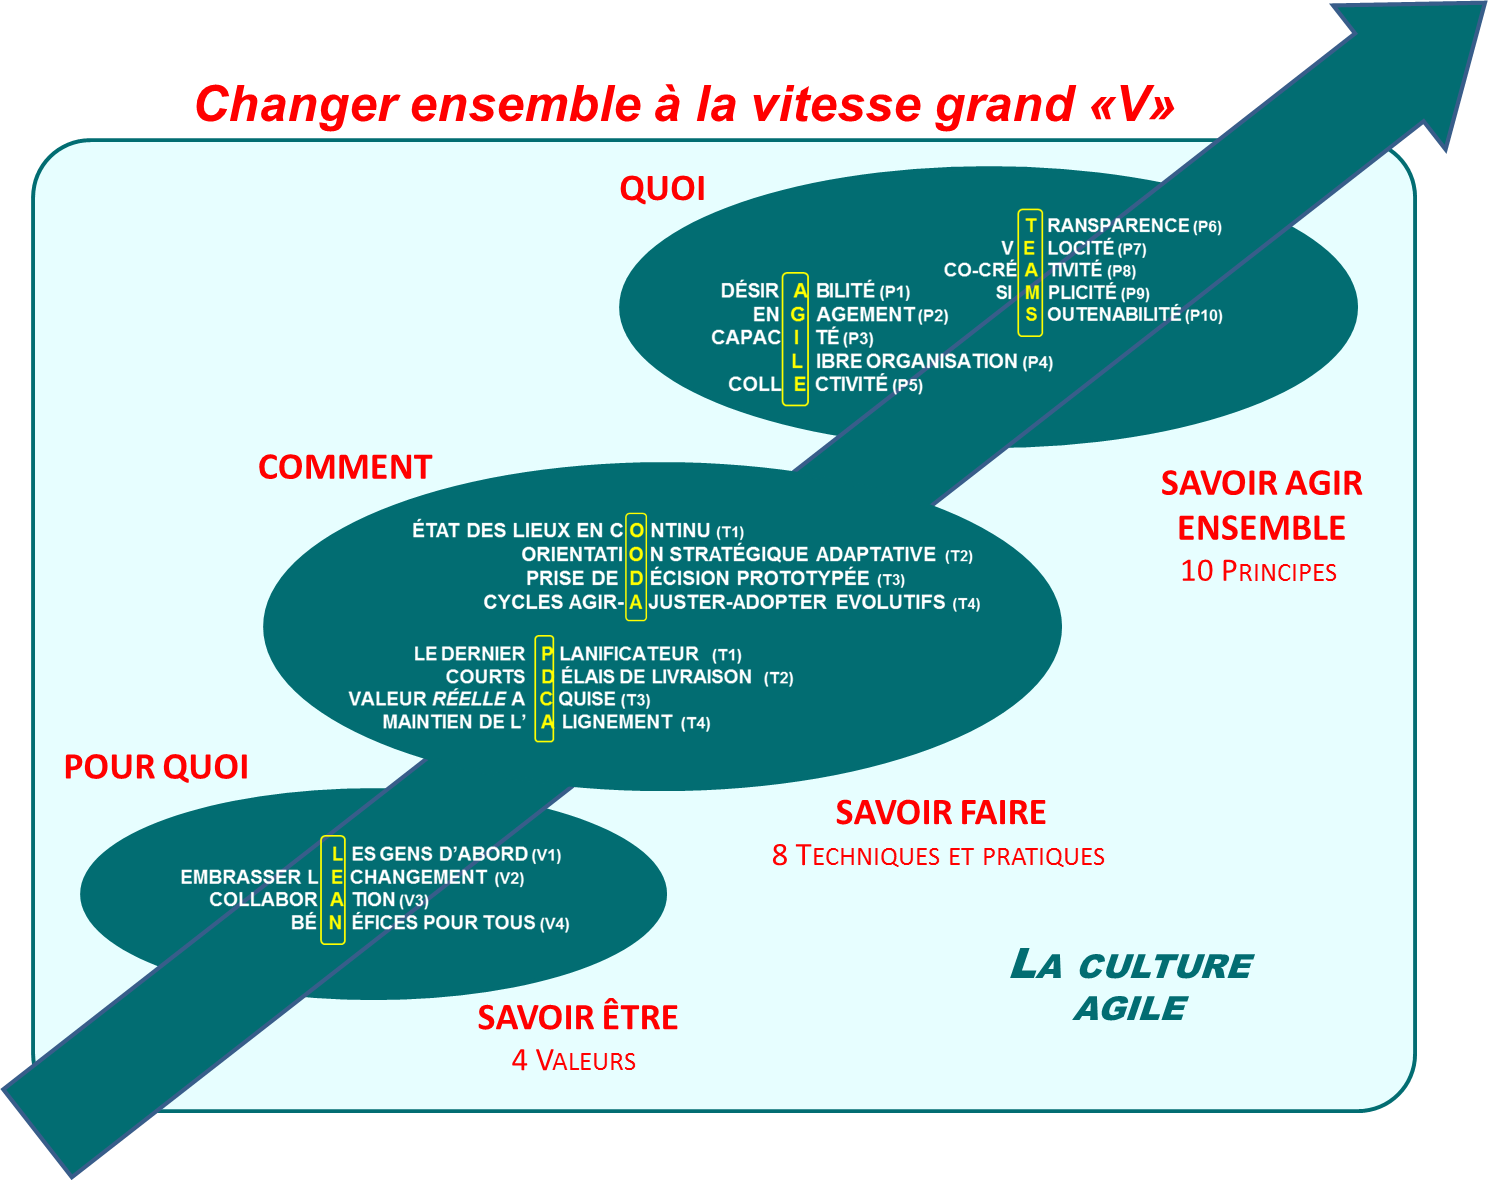 Changer ensemble à la vitesse grand «V»
QUOI
TRANSPARENCE (P6)
VELOCITÉ (P7)
CO-CRÉATIVITÉ (P8)
SIMPLICITÉ (P9)
SOUTENABILITÉ (P10)
DÉSIRABILITÉ (P1)
ENGAGEMENT (P2)
CAPACITÉ (P3)
LIBRE ORGANISATION (P4)
COLLECTIVITÉ (P5)
COMMENT
SAVOIR AGIR
ENSEMBLE
10 PRINCIPES
ÉTAT DES LIEUX EN CONTINU (T1)
ORIENTATION STRATÉGIQUE ADAPTATIVE (T2)
PRISE DE DÉCISION PROTOTYPÉE (T3)
CYCLES AGIR-AJUSTER-ADOPTER EVOLUTIFS (T4)
LE DERNIER PLANIFICATEUR (T1)
COURTS DÉLAIS DE LIVRAISON (T2)
VALEUR RÉELLE ACQUISE (T3)
MAINTIEN DE L’ALIGNEMENT (T4)
POUR QUOI
SAVOIR FAIRE
8 TECHNIQUES ET PRATIQUES
LES GENS D’ABORD (V1)
EMBRASSER LE CHANGEMENT (V2)
COLLABORATION (V3)
BÉNÉFICES POUR TOUS (V4)
LA CULTURE
AGILE
SAVOIR ÊTRE
4 VALEURS